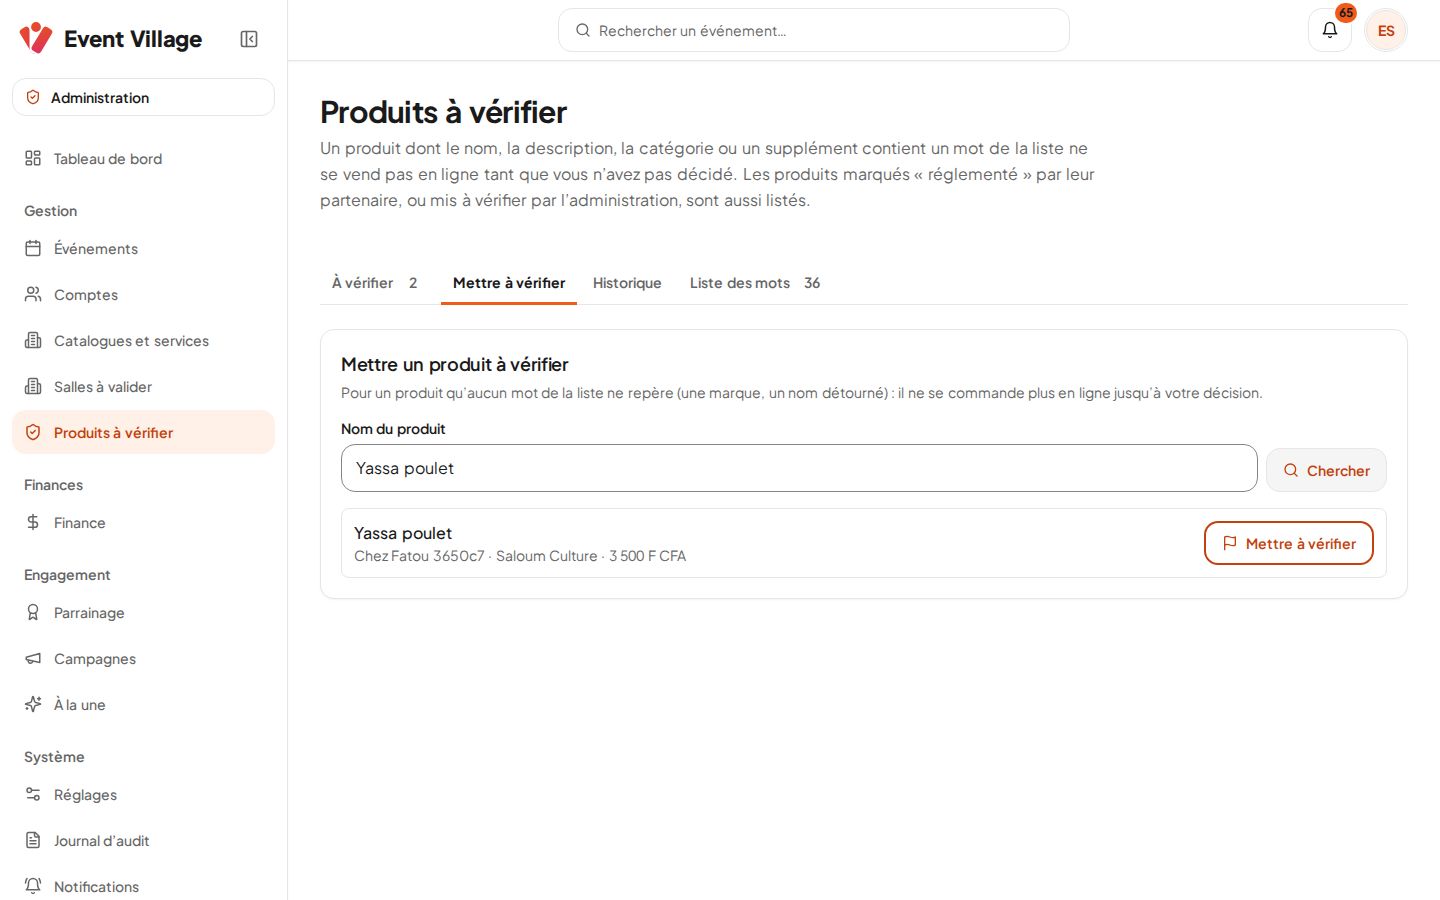 Event Village
Administration
Tableau de bord
Gestion
Événements
Comptes
Catalogues et services
Salles à valider
Produits à vérifier
Finances
Finance
Engagement
Parrainage
Campagnes
À la une
Système
Réglages
Journal d’audit
Notifications
Rechercher un événement…
65
ES
Produits à vérifier
Un produit dont le nom, la description, la catégorie ou un supplément contient un mot de la liste ne
se vend pas en ligne tant que vous n’avez pas décidé. Les produits marqués « réglementé » par leur
partenaire, ou mis à vérifier par l’administration, sont aussi listés.
À vérifier 2 Mettre à vérifier Historique Liste des mots 36
Mettre un produit à vérifier
Pour un produit qu’aucun mot de la liste ne repère (une marque, un nom détourné) : il ne se commande plus en ligne jusqu’à votre décision.
Nom du produit
Yassa poulet
Chercher
Yassa poulet
Chez Fatou 3650c7 · Saloum Culture · 3 500 F CFA
Mettre à vérifier